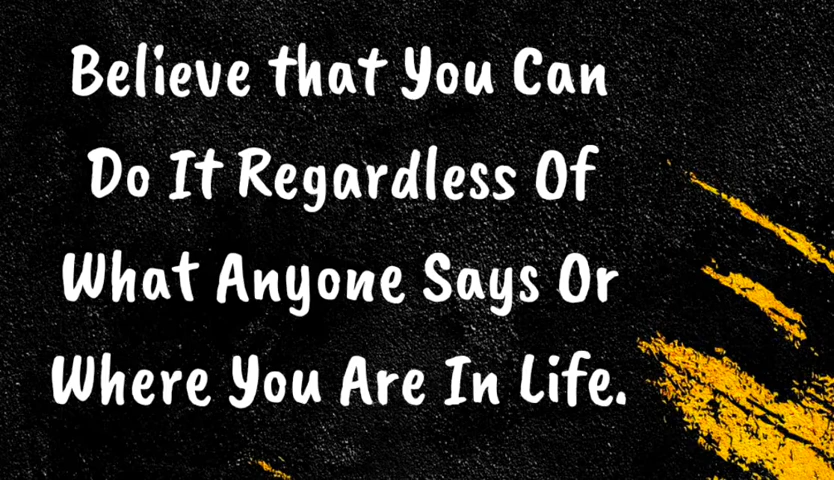 Believe that You Can
Do It Regardless Of
What Anyone Says Or
Where You Are In Life.